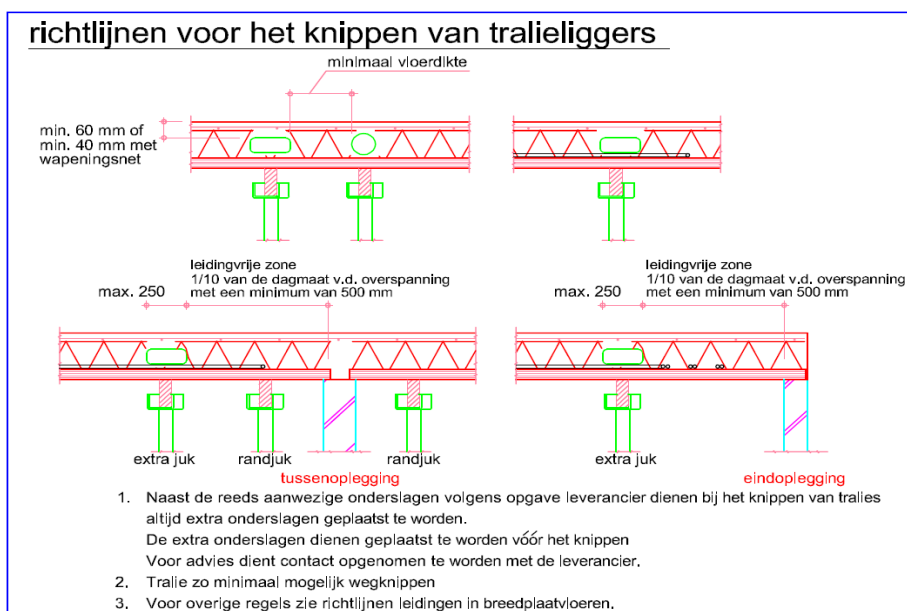 richtlijnen voor het knippen van tralieliggers
minimaal vloerdikte
min. 60 mm of
min. 40 mm met
wapeningsnet
leidingvrije zone
1/10 van de dagmaat v.d. overspanning
met een minimum van 500 mm
max. 250
leidingvrije zone
1/10 van de dagmaat v.d. overspanning
met een minimum van 500 mm
max. 250
extra juk
randjuk
randjuk
tussenoplegging
extra juk
eindoplegging
1. Naast de reeds aanwezige onderslagen volgens opgave leverancier dienen bij het knippen van tralies
altijd extra onderslagen geplaatst te worden.
De extra onderslagen dienen geplaatst te worden vóór het knippen
Voor advies dient contact opgenomen te worden met de leverancier.
2. Tralie zo minimaal mogelijk wegknippen
3. Voor overige regels zie richtlijnen leidingen in breedplaatvloeren.